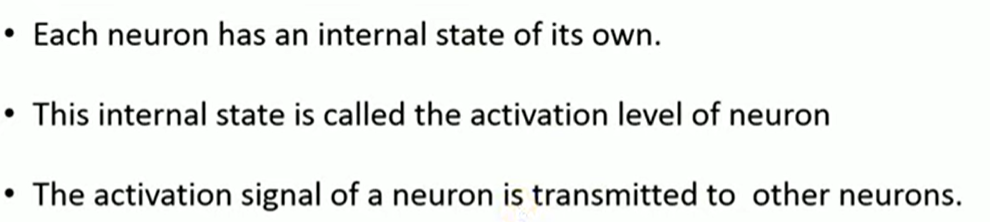 • Each neuron has an internal state of its own.
• This internal state is called the activation level of neuron
• The activation signal of a neuron is transmitted to  other neurons.